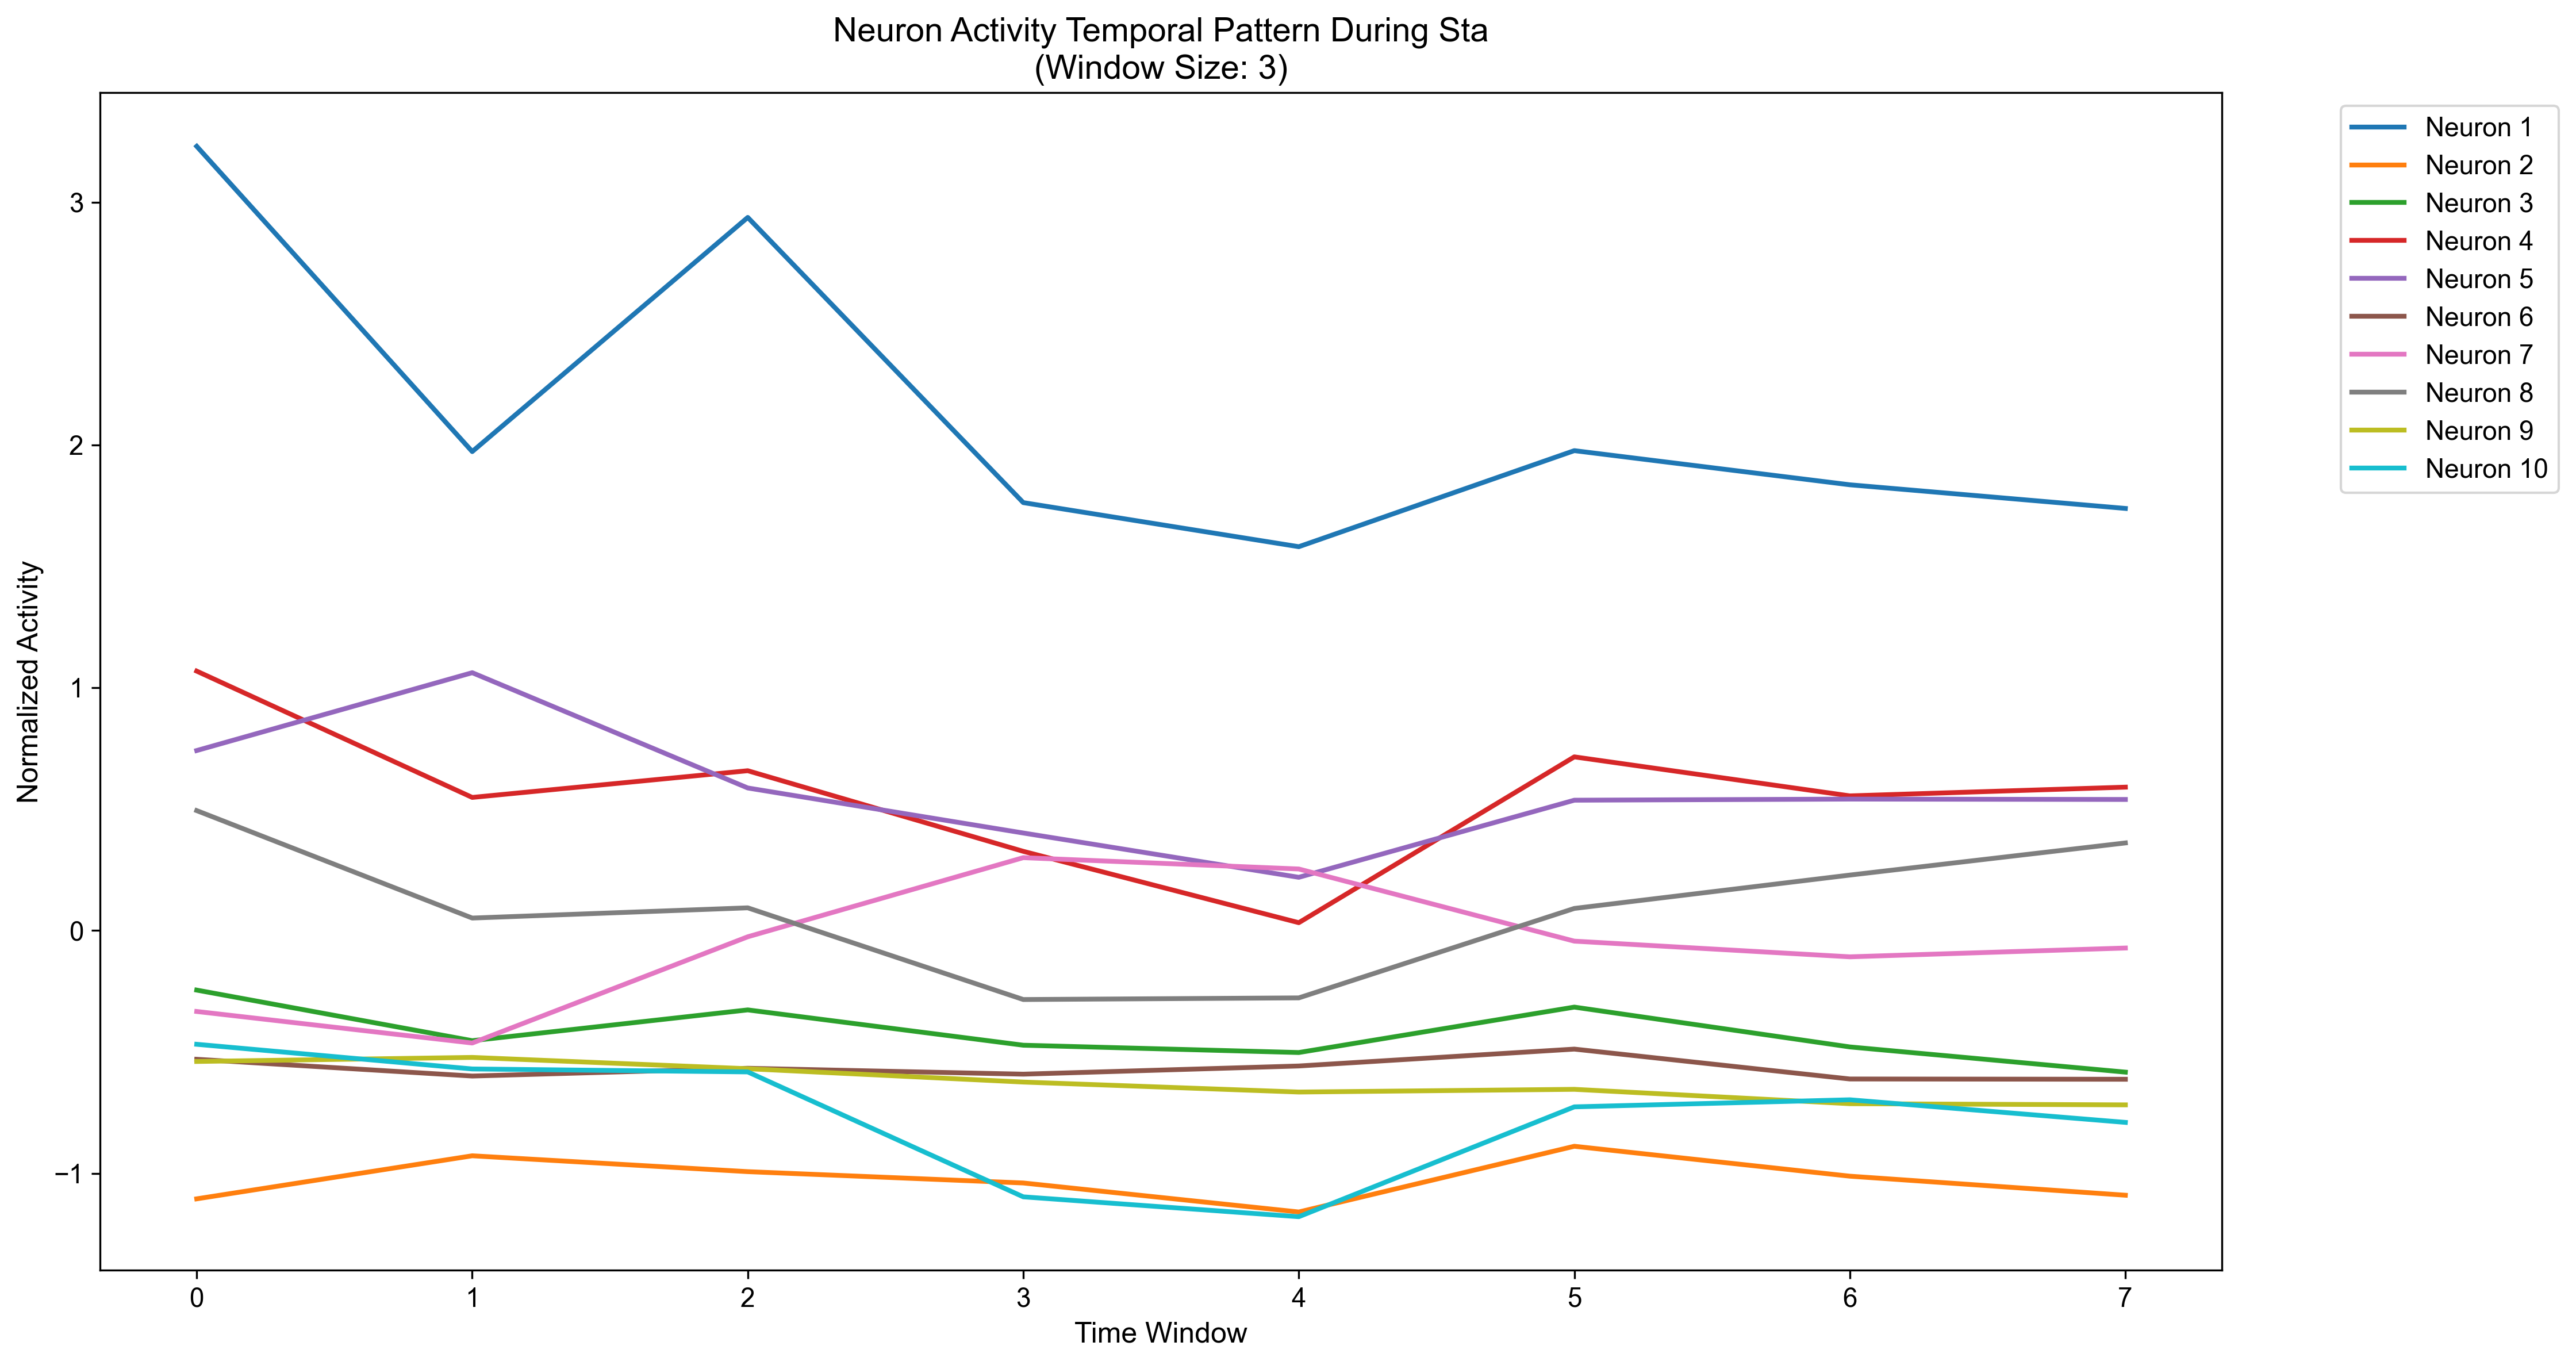 Neuron Activity Temporal Pattern During Sta
(Window Size: 3)
Normalized Activity
3
2
1
0
−1
0 1 2 3 4 5 6 7
Time Window
Neuron 1
Neuron 2
Neuron 3
Neuron 4
Neuron 5
Neuron 6
Neuron 7
Neuron 8
Neuron 9
Neuron 10